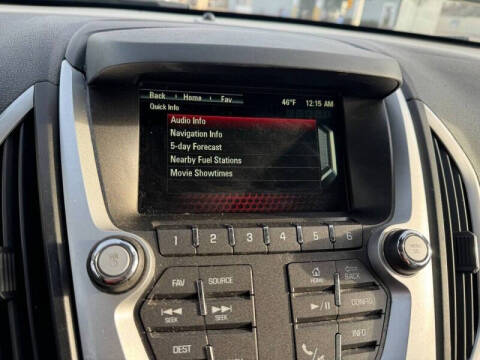 Back Home Fav 46°F 12:15 AM
Quick Info
Audio Info
Navigation Info
5-day Forecast
Nearby Fuel Stations
Movie Showtimes
1 2 3 4 5 6
FAV SOURCE HOME BACK
SEEK SEEK CONFIG
DEST INFO